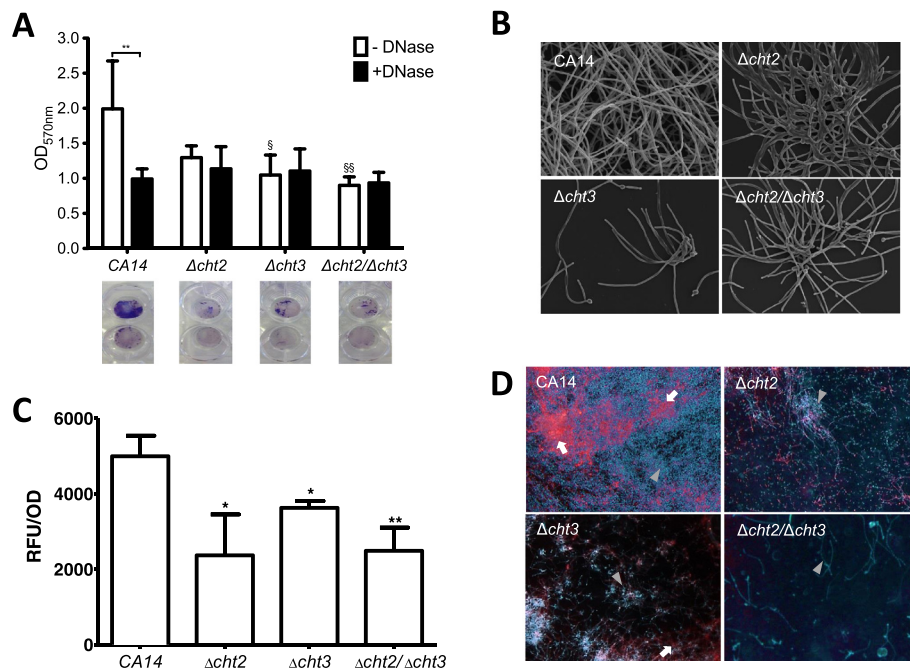 A
3.0
2.5
2.0
1.5
1.0
0.5
0.0
OD570nm
**
§
§§
- DNase
+DNase
CA14
Δcht2
Δcht3
Δcht2/Δcht3
B
CA14
Δcht2
Δcht3
Δcht2/Δcht3
C
6000
4000
2000
0
RFU/OD
*
*
**
CA14
Δcht2
Δcht3
Δcht2/Δcht3
D
CA14
Δcht2
Δcht3
Δcht2/Δcht3